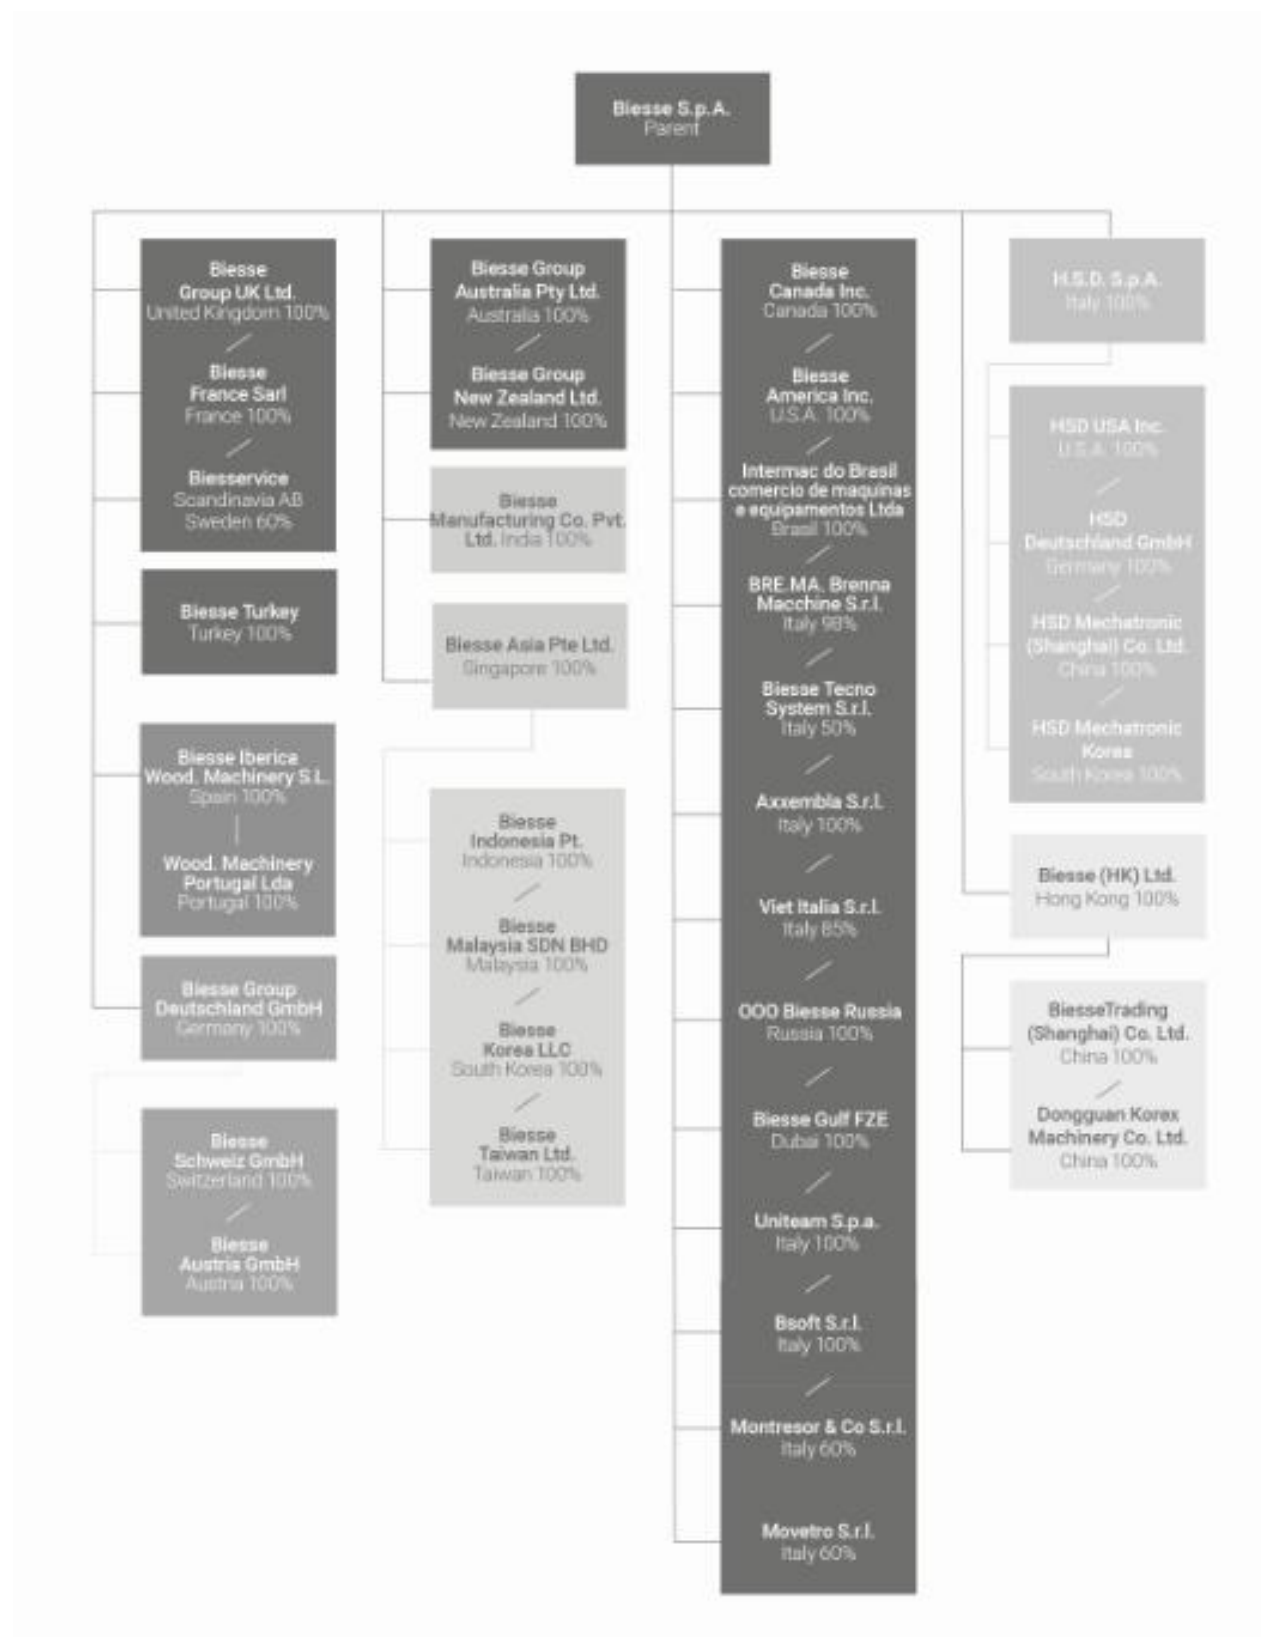 Biesse S.p.A.
Parent
Biesse
Group UK Ltd.
United Kingdom 100%
Biesse
France Sarl
France 100%
Biesservice
Scandinavia AB
Sweden 60%
Biesse Turkey
Turkey 100%
Biesse Iberica
Wood. Machinery S.L.
Spain 100%
Wood. Machinery
Portugal Lda
Portugal 100%
Biesse Group
Deutschland GmbH
Germany 100%
Biesse
Schweiz GmbH
Switzerland 100%
Biesse
Austria GmbH
Austria 100%
Biesse Group
Australia Pty Ltd.
Australia 100%
Biesse Group
New Zealand Ltd.
New Zealand 100%
Biesse
Manufacturing Co. Pvt.
Ltd. India 100%
Biesse Asia Pte Ltd.
Singapore 100%
Biesse
Indonesia Pt.
Indonesia 100%
Biesse
Malaysia SDN BHD
Malaysia 100%
Biesse
Korea LLC
South Korea 100%
Biesse
Taiwan Ltd.
Taiwan 100%
Biesse
Canada Inc.
Canada 100%
Biesse
America Inc.
U.S.A. 100%
Intermac do Brasil
comercio de maquinas
e equipamentos Ltda
Brasil 100%
BRE.MA. Brenna
Macchine S.r.l.
Italy 98%
Biesse Tecno
System S.r.l.
Italy 50%
Axxembla S.r.l.
Italy 100%
Viet Italia S.r.l.
Italy 85%
OOO Biesse Russia
Russia 100%
Biesse Gulf FZE
Dubai 100%
Uniteam S.p.a.
Italy 100%
Bsoft S.r.l.
Italy 100%
Montresor & Co S.r.l.
Italy 60%
Movetro S.r.l.
Italy 60%
H.S.D. S.p.A.
Italy 100%
HSD USA Inc.
U.S.A. 100%
HSD
Deutschland GmbH
Germany 100%
HSD Mechatronic
(Shanghai) Co. Ltd.
China 100%
HSD Mechatronic
Korea
South Korea 100%
Biesse (HK) Ltd.
Hong Kong 100%
BiesseTrading
(Shanghai) Co. Ltd.
China 100%
Dongguan Korex
Machinery Co. Ltd.
China 100%